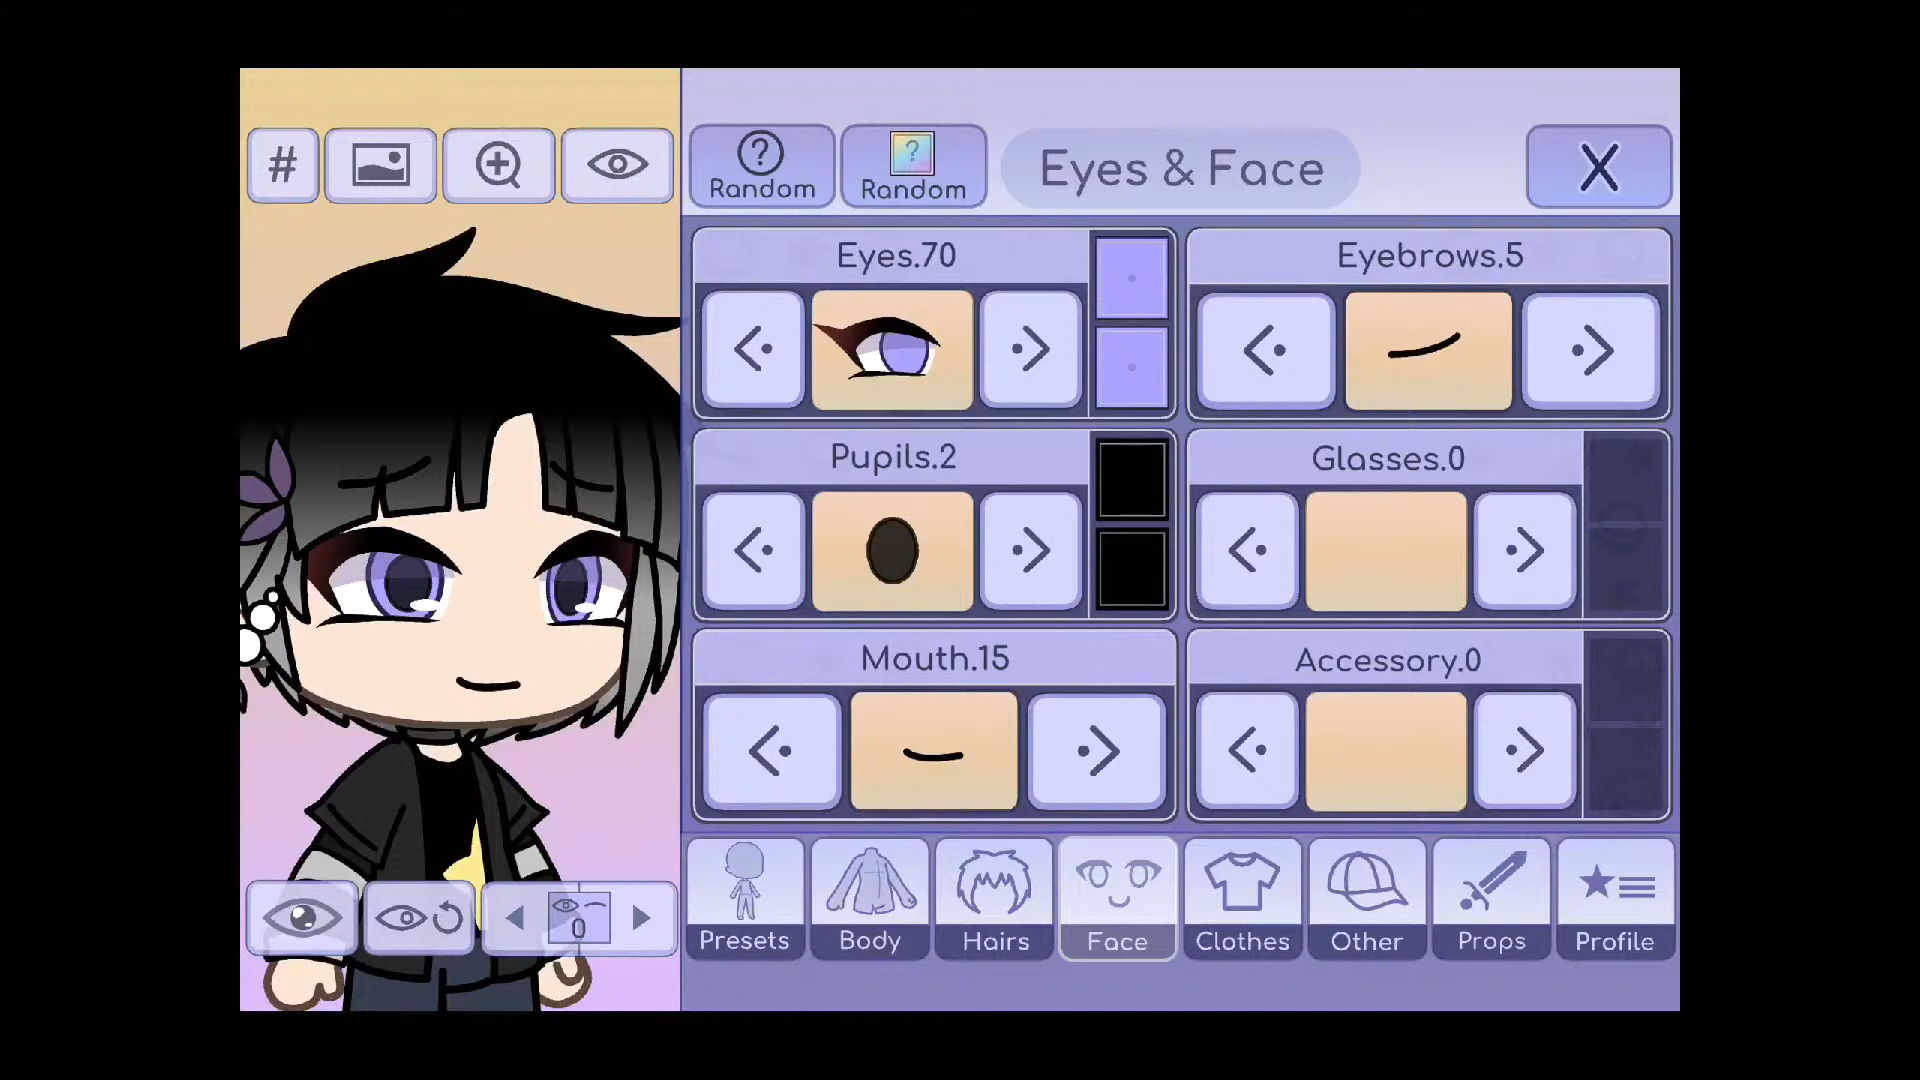 #
?
Random
?
Random
Eyes & Face
X
Eyes.70
Eyebrows.5
Pupils.2
Glasses.0
Mouth.15
Accessory.0
0
Presets
Body
Hairs
Face
Clothes
Other
Props
Profile